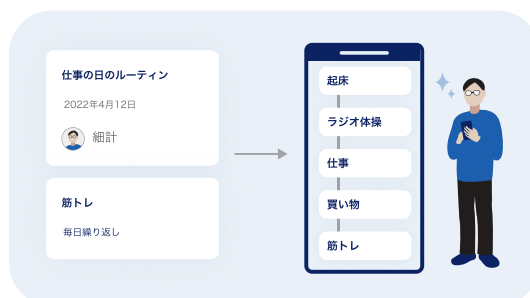 仕事の日のルーティン
2022年4月12日
細計
筋トレ
毎日繰り返し
起床
ラジオ体操
仕事
買い物
筋トレ